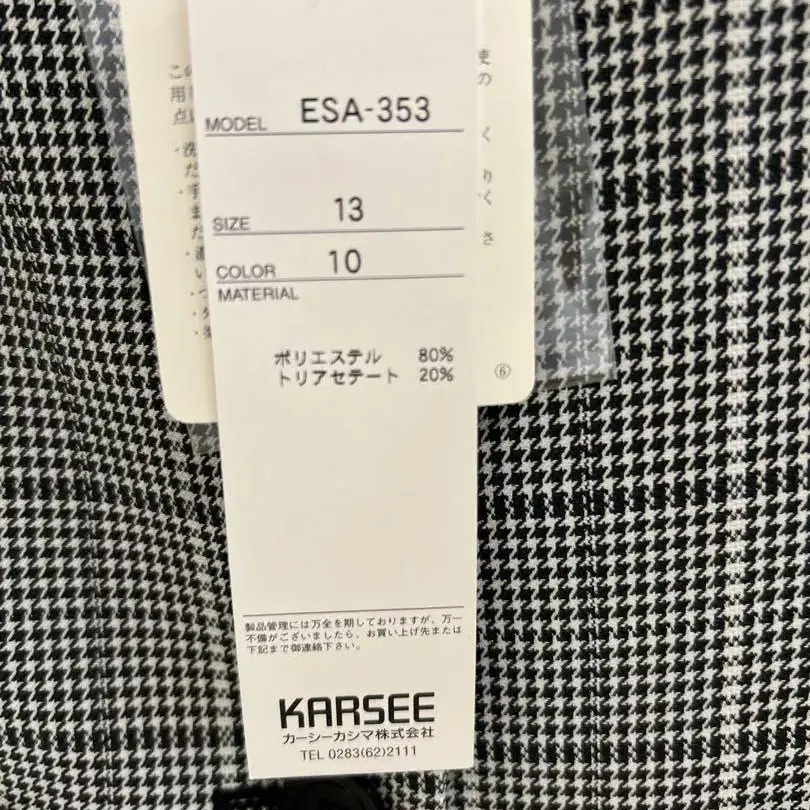 MODEL ESA-353
SIZE 13
COLOR 10
MATERIAL
ポリエステル 80%
トリアセテート 20%
⑥
製品管理には万全を期しておりますが、万一
不備がございましたら、お買い上げ先または
下記まで御連絡下さい。
KARSEE
カーシーカシマ株式会社
TEL 0283(62)2111